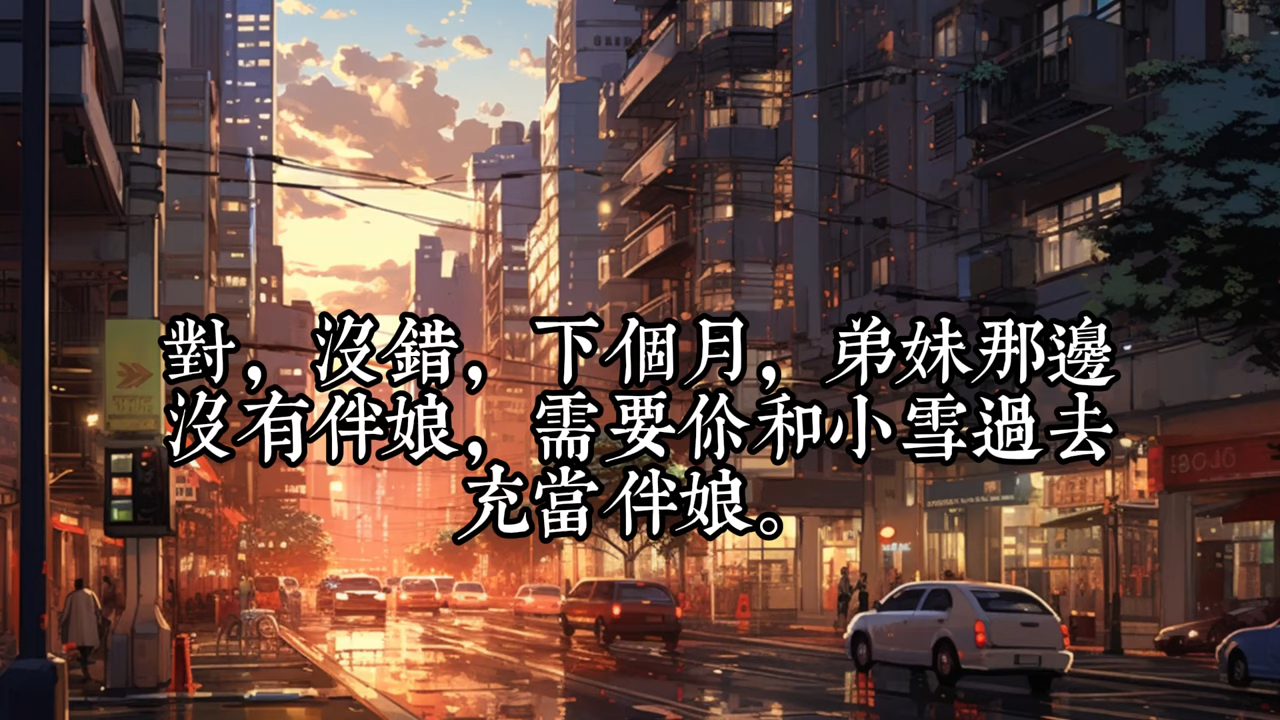 對，沒錯，下個月，弟妹那邊
沒有伴娘，需要你和小雪過去
充當伴娘。